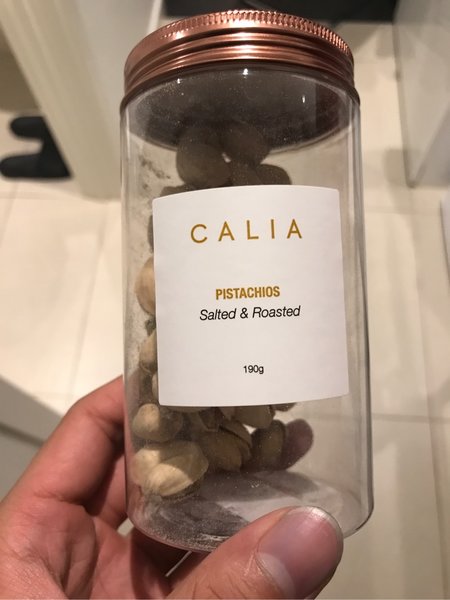 CALIA
PISTACHIOS
Salted & Roasted
190g